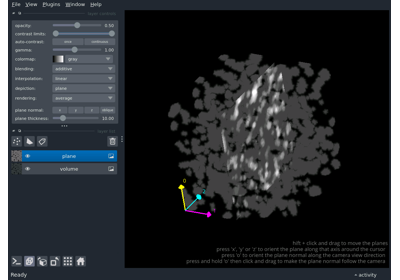 File View Plugins Window Help
opacity: 0.50
contrast limits:
auto-contrast: once continuous
gamma: 1.00
colormap: gray
blending: additive
interpolation: linear
depiction: plane
rendering: average
plane normal: x y z oblique
plane thickness: 10.00
plane
volume
0
shift + click and drag to move the planes
press 'x', 'y' or 'z' to orient the plane along that axis around the cursor
press 'o' to orient the plane normal along the camera view direction
press and hold 'o' then click and drag to make the plane normal follow the camera
Ready
activity